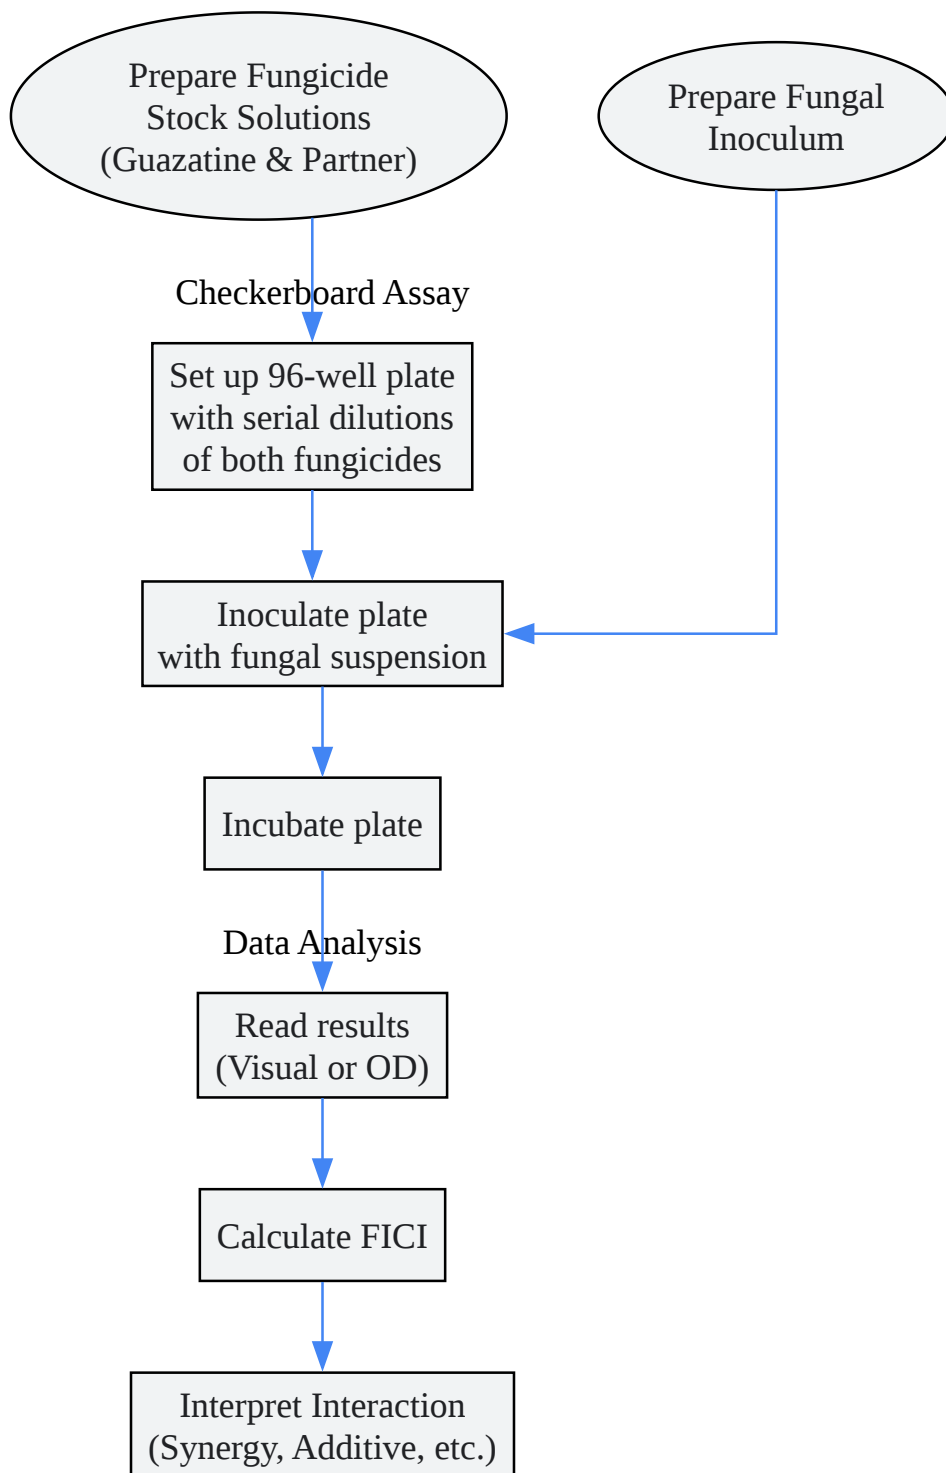 Prepare Fungicide
Stock Solutions
(Guazatine & Partner)
Prepare Fungal
Inoculum
Checkerboard Assay
Set up 96-well plate
with serial dilutions
of both fungicides
Inoculate plate
with fungal suspension
Incubate plate
Data Analysis
Read results
(Visual or OD)
Calculate FICI
Interpret Interaction
(Synergy, Additive, etc.)